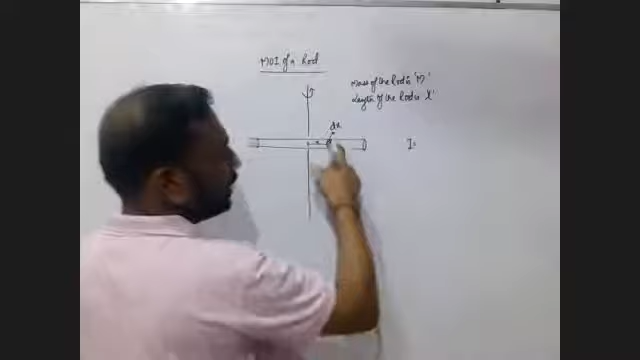 MOI of a Rod
Mass of the Rod is 'M'
Length of the Rod is 'l'
dx
x
I=